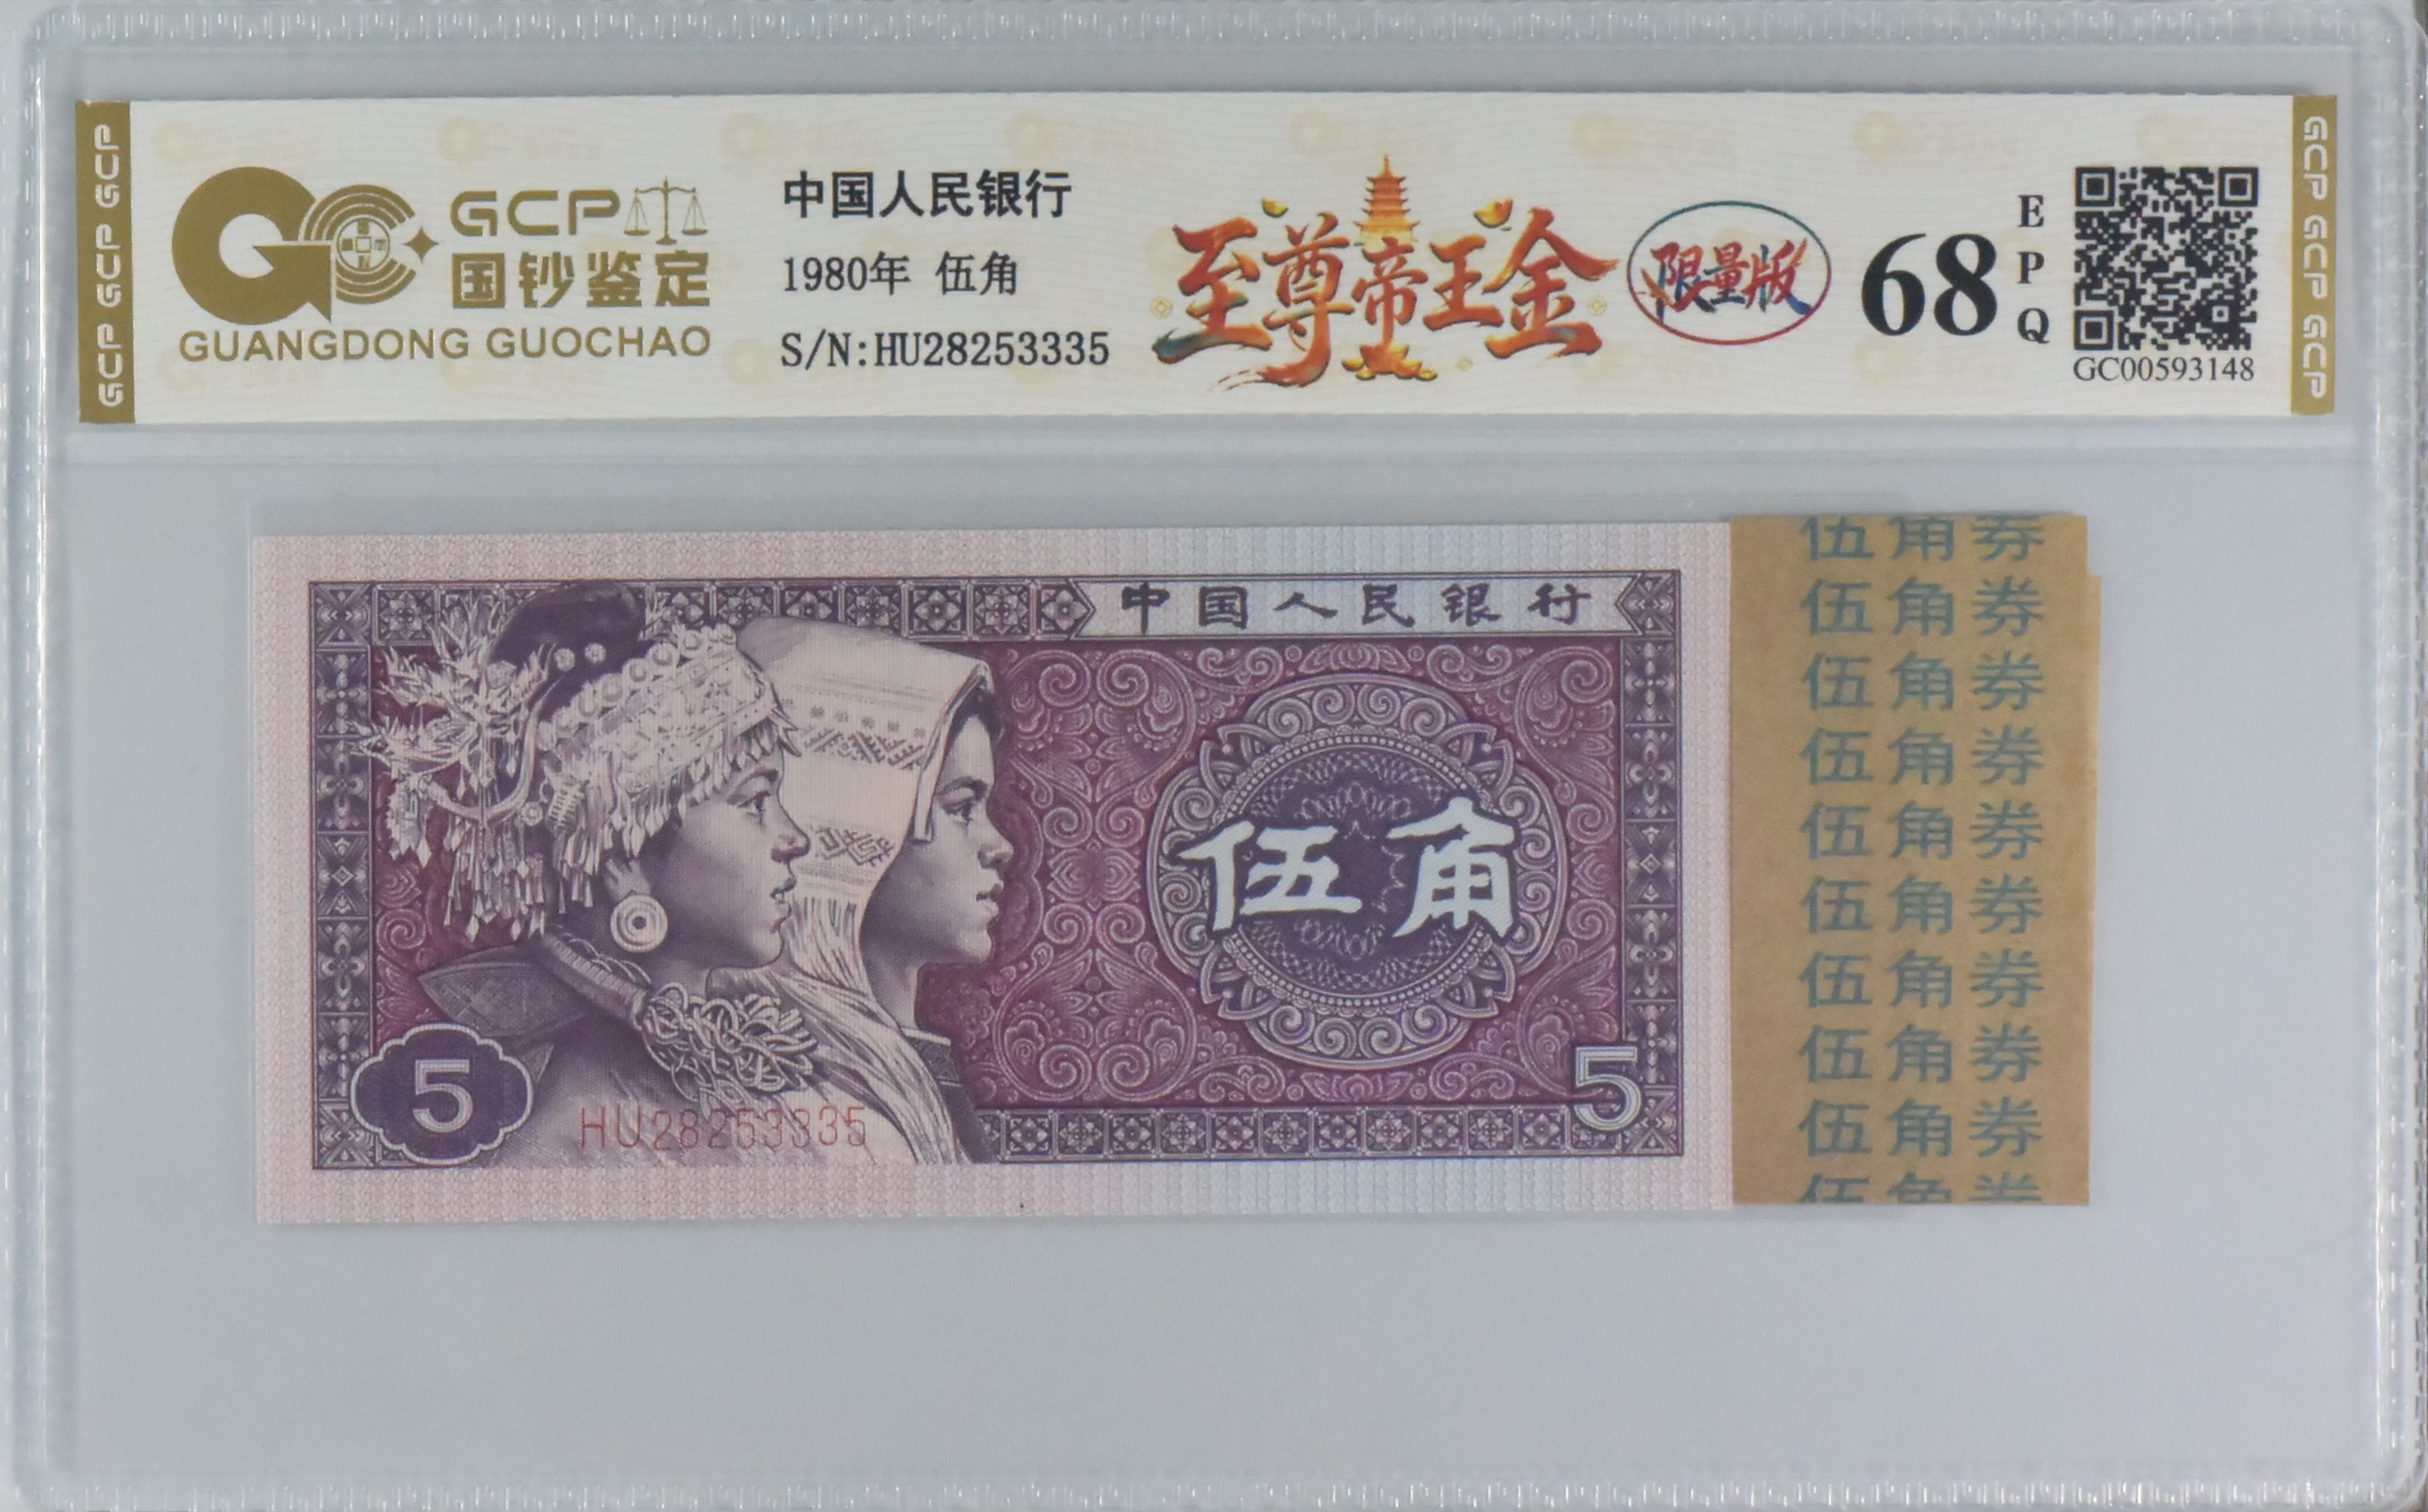 GCP GCP GCP
GCP
国钞鉴定
GUANGDONG GUOCHAO
中国人民银行
1980年 伍角
S/N:HU28253335
至尊帝王金
限量版
68
EPQ
GC00593148
GCP GCP GCP
中国人民银行
伍角
5
HU28253335
5
伍角券
伍角券
伍角券
伍角券
伍角券
伍角券
伍角券
伍角券
伍角券
伍角券